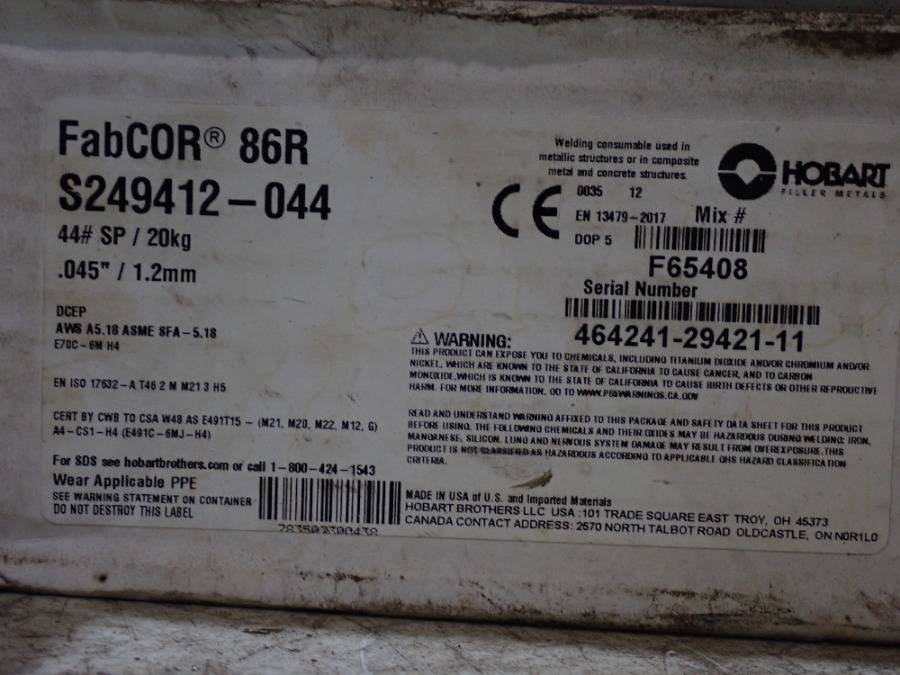 FabCOR® 86R
S249412-044
44# SP / 20kg
.045" / 1.2mm
DCEP
AWS A5.18 ASME SFA-5.18
E70C-6M H4
EN ISO 17632-A T46 2 M M21 3 H5
CERT BY CWB TO CSA W48 AS E491T15 - (M21, M20, M22, M12, G)
A4-CS1-H4 (E491C-6MJ-H4)
For SDS see hobartbrothers.com or call 1-800-424-1543
Wear Applicable PPE
SEE WARNING STATEMENT ON CONTAINER
DO NOT DESTROY THIS LABEL
Welding consumable used in
metallic structures or in composite
metal and concrete structures.
CE 0035 12
EN 13479-2017
DOP 5
HOBART
FILLER METALS
Mix #
F65408
Serial Number
464241-29421-11
⚠ WARNING:
THIS PRODUCT CAN EXPOSE YOU TO CHEMICALS, INCLUDING TITANIUM DIOXIDE AND/OR CHROMIUM AND/OR
NICKEL, WHICH ARE KNOWN TO THE STATE OF CALIFORNIA TO CAUSE CANCER, AND TO CARBON
MONOXIDE, WHICH IS KNOWN TO THE STATE OF CALIFORNIA TO CAUSE BIRTH DEFECTS OR OTHER REPRODUCTIVE
HARM. FOR MORE INFORMATION, GO TO WWW.P65WARNINGS.CA.GOV
READ AND UNDERSTAND WARNING AFFIXED TO THIS PACKAGE AND SAFETY DATA SHEET FOR THIS PRODUCT
BEFORE USING. THE FOLLOWING CHEMICALS AND THEIR OXIDES MAY BE HAZARDOUS DURING WELDING: IRON,
MANGANESE, SILICON. LUNG AND NERVOUS SYSTEM DAMAGE MAY RESULT FROM OVEREXPOSURE. THIS
PRODUCT IS NOT CLASSIFIED AS HAZARDOUS ACCORDING TO APPLICABLE GHS HAZARD CLASSIFICATION
CRITERIA.
MADE IN USA of U.S. and Imported Materials
HOBART BROTHERS LLC USA :101 TRADE SQUARE EAST TROY, OH 45373
CANADA CONTACT ADDRESS: 2570 NORTH TALBOT ROAD OLDCASTLE, ON N0R1L0